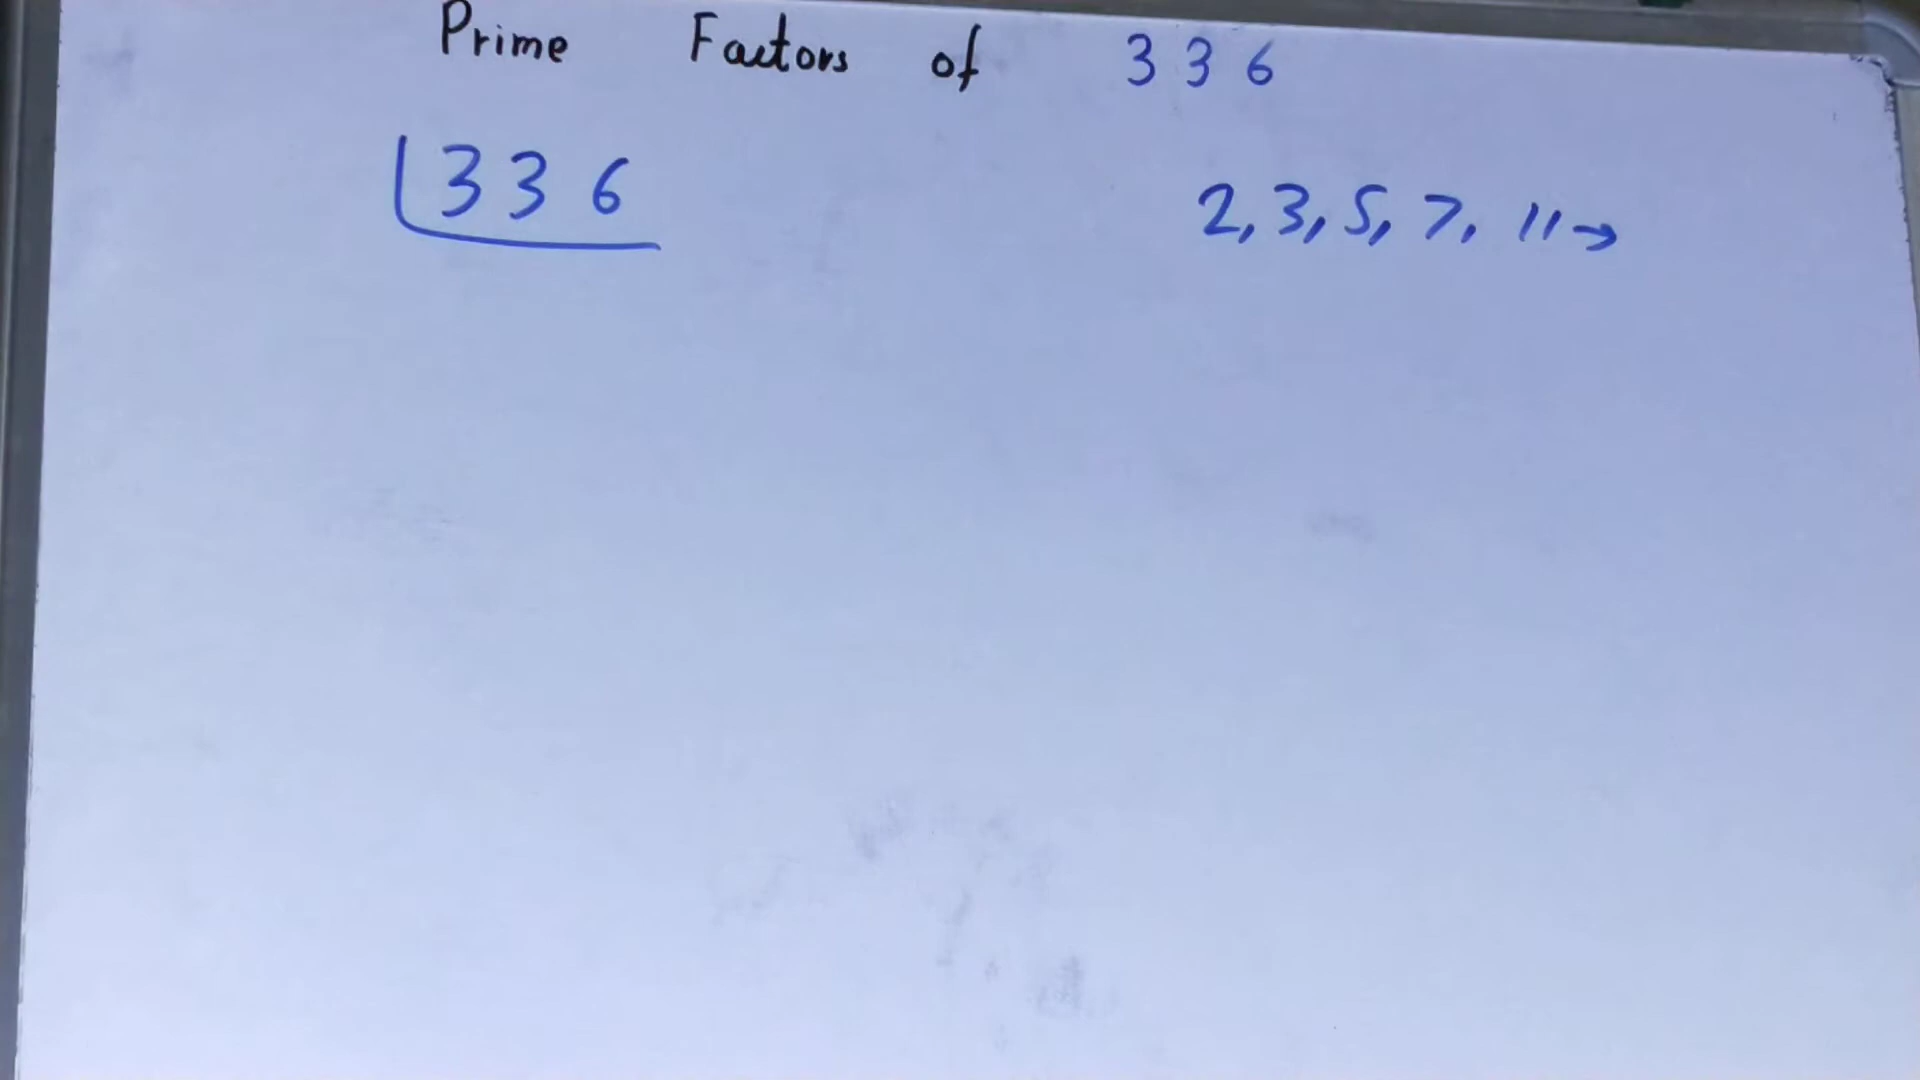 Prime Factors of 336
336
2, 3, 5, 7, 11→